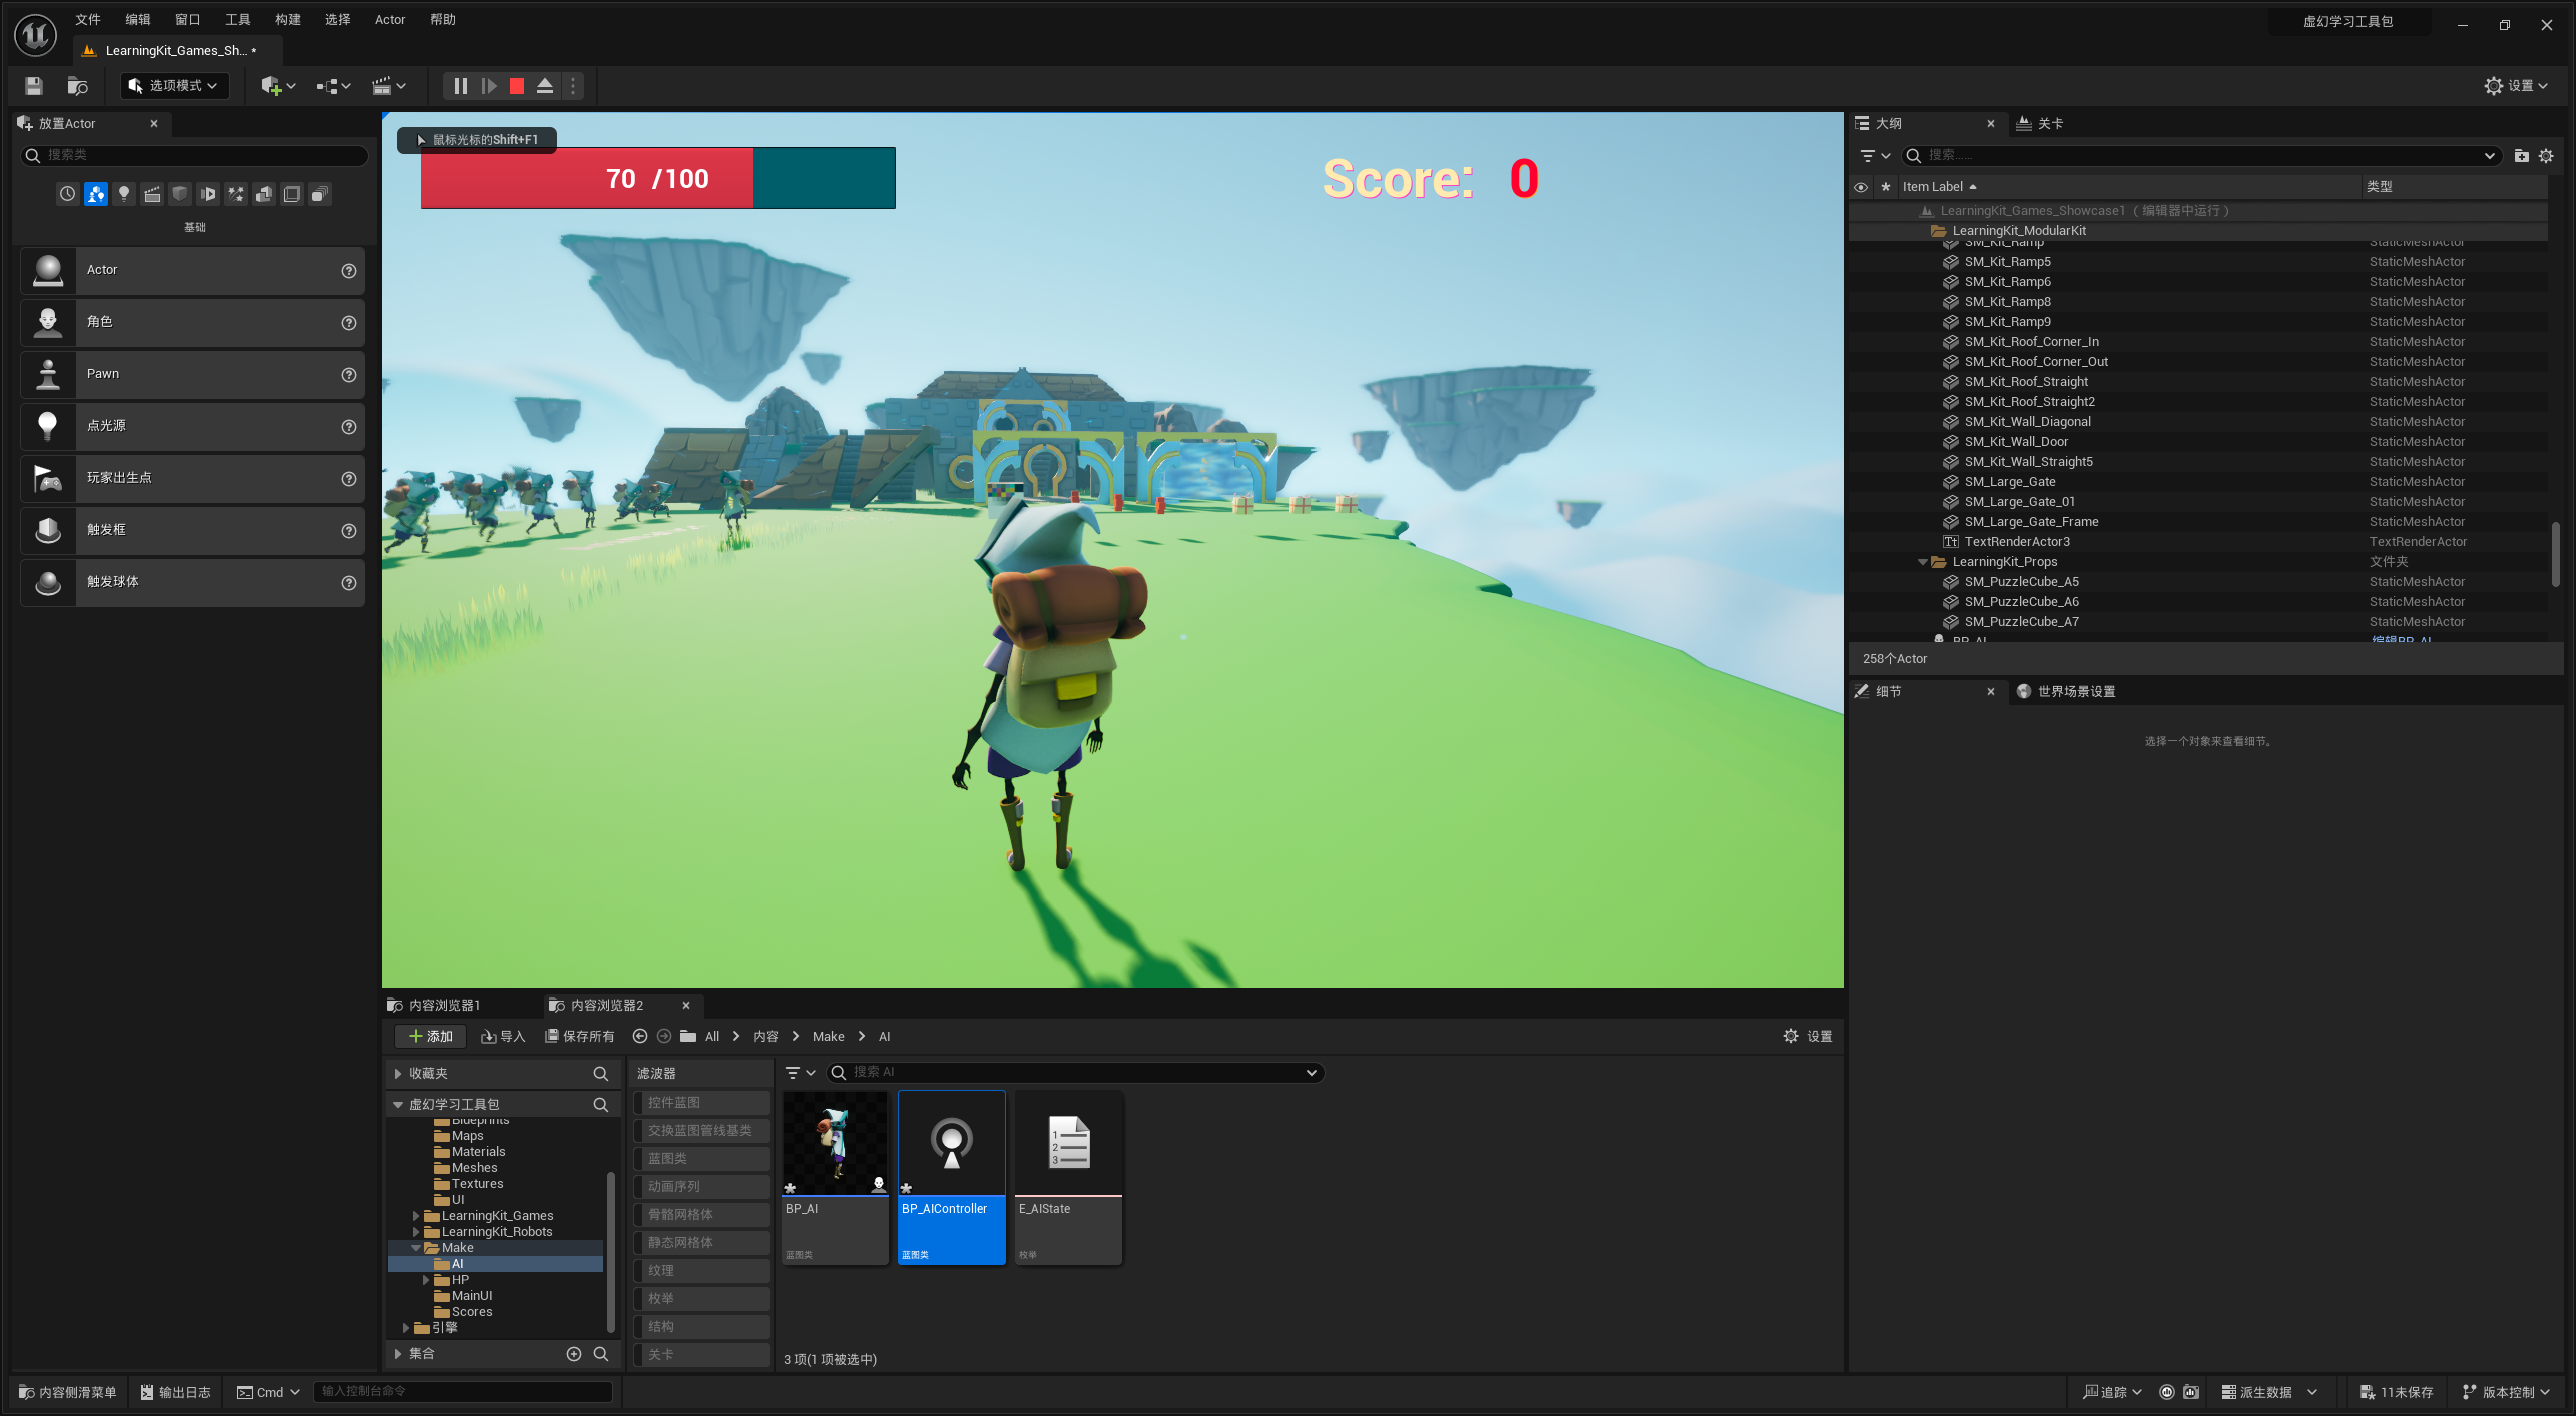 文件 编辑 窗口 工具 构建 选择 Actor 帮助
虚幻学习工具包
LearningKit_Games_Sh... *
选项模式
设置
放置Actor
搜索类
基础
Actor
角色
Pawn
点光源
玩家出生点
触发框
触发球体
鼠标光标的Shift+F1
70 /100
Score: 0
大纲
关卡
搜索......
Item Label
类型
LearningKit_Games_Showcase1 （编辑器中运行）
LearningKit_ModularKit
SM_Kit_Ramp StaticMeshActor
SM_Kit_Ramp5 StaticMeshActor
SM_Kit_Ramp6 StaticMeshActor
SM_Kit_Ramp8 StaticMeshActor
SM_Kit_Ramp9 StaticMeshActor
SM_Kit_Roof_Corner_In StaticMeshActor
SM_Kit_Roof_Corner_Out StaticMeshActor
SM_Kit_Roof_Straight StaticMeshActor
SM_Kit_Roof_Straight2 StaticMeshActor
SM_Kit_Wall_Diagonal StaticMeshActor
SM_Kit_Wall_Door StaticMeshActor
SM_Kit_Wall_Straight5 StaticMeshActor
SM_Large_Gate StaticMeshActor
SM_Large_Gate_01 StaticMeshActor
SM_Large_Gate_Frame StaticMeshActor
TextRenderActor3 TextRenderActor
LearningKit_Props 文件夹
SM_PuzzleCube_A5 StaticMeshActor
SM_PuzzleCube_A6 StaticMeshActor
SM_PuzzleCube_A7 StaticMeshActor
BP_AI 编辑BP_AI
258个Actor
细节
世界场景设置
选择一个对象来查看细节。
内容浏览器1
内容浏览器2
添加 导入 保存所有 All 内容 Make AI
设置
收藏夹
虚幻学习工具包
Blueprints
Maps
Materials
Meshes
Textures
UI
LearningKit_Games
LearningKit_Robots
Make
AI
HP
MainUI
Scores
引擎
集合
滤波器
控件蓝图
交换蓝图管线基类
蓝图类
动画序列
骨骼网格体
静态网格体
纹理
枚举
结构
关卡
搜索 AI
BP_AI
蓝图类
BP_AIController
蓝图类
1
2
3
E_AIState
枚举
3 项(1 项被选中)
内容侧滑菜单 输出日志 Cmd 输入控制台命令
追踪 派生数据 11未保存 版本控制